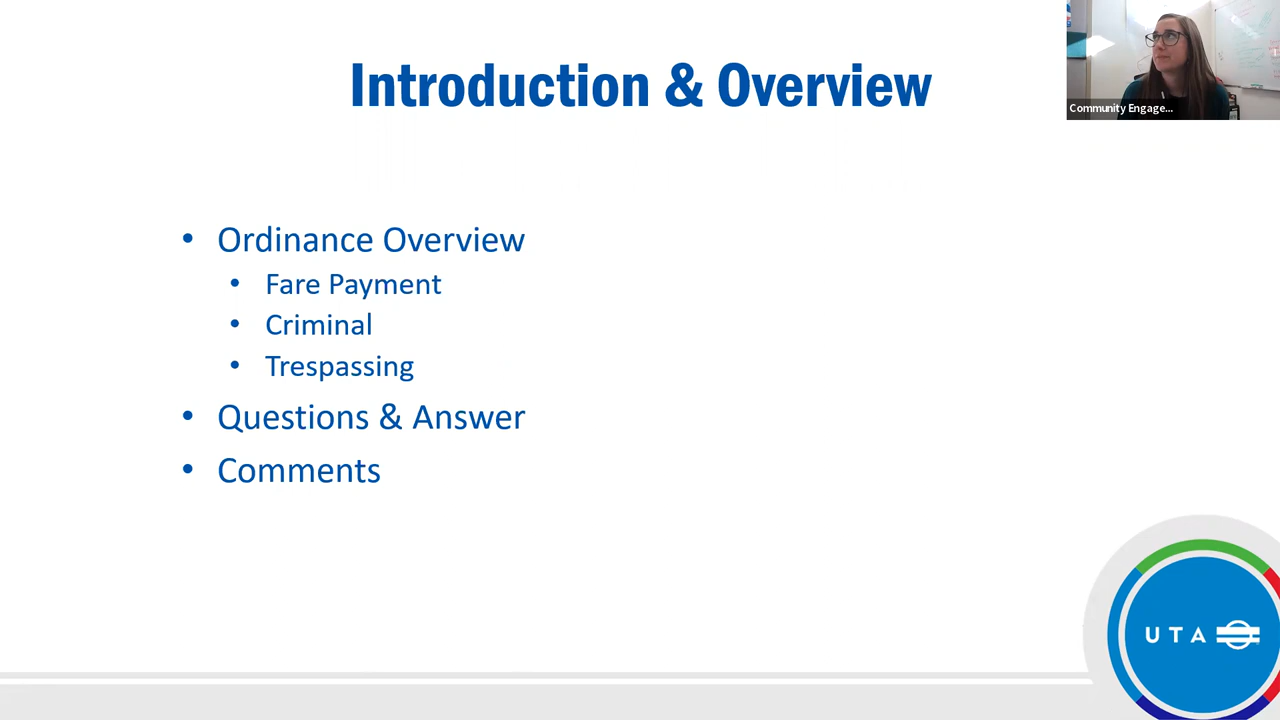 Introduction & Overview
Community Engage...
• Ordinance Overview
• Fare Payment
• Criminal
• Trespassing
• Questions & Answer
• Comments
UTA